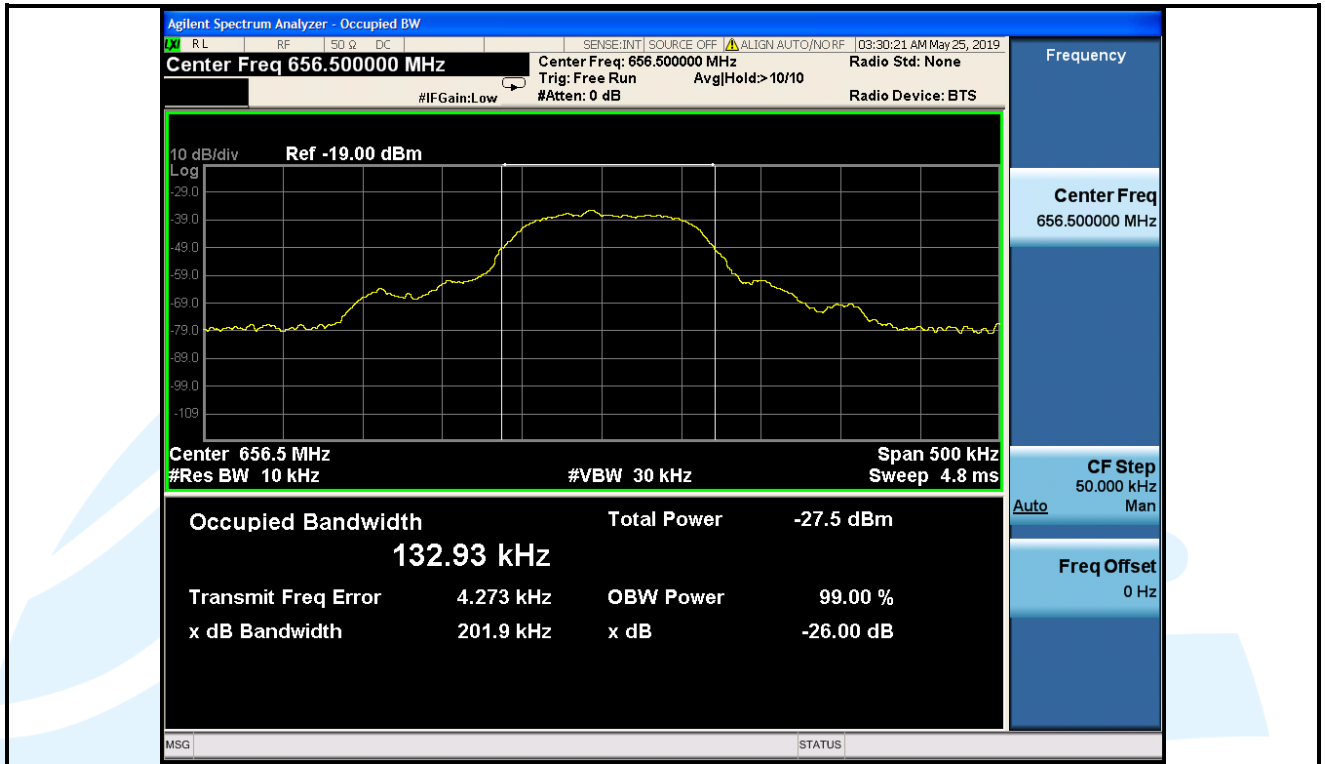 Agilent Spectrum Analyzer - Occupied BW
LXI RL RF 50 Ω DC SENSE:INT SOURCE OFF ALIGN AUTO/NORF 03:30:21 AM May 25, 2019
Center Freq 656.500000 MHz Center Freq: 656.500000 MHz Radio Std: None Frequency
Trig: Free Run Avg|Hold:>10/10
#IFGain:Low #Atten: 0 dB Radio Device: BTS
10 dB/div Ref -19.00 dBm
Log
-29.0
-39.0
-49.0
-59.0
-69.0
-79.0
-89.0
-99.0
-109
Center Freq
656.500000 MHz
Center 656.5 MHz Span 500 kHz
#Res BW 10 kHz #VBW 30 kHz Sweep 4.8 ms
CF Step
50.000 kHz
Auto Man
Occupied Bandwidth Total Power -27.5 dBm
132.93 kHz
Transmit Freq Error 4.273 kHz OBW Power 99.00 %
x dB Bandwidth 201.9 kHz x dB -26.00 dB
Freq Offset
0 Hz
MSG STATUS